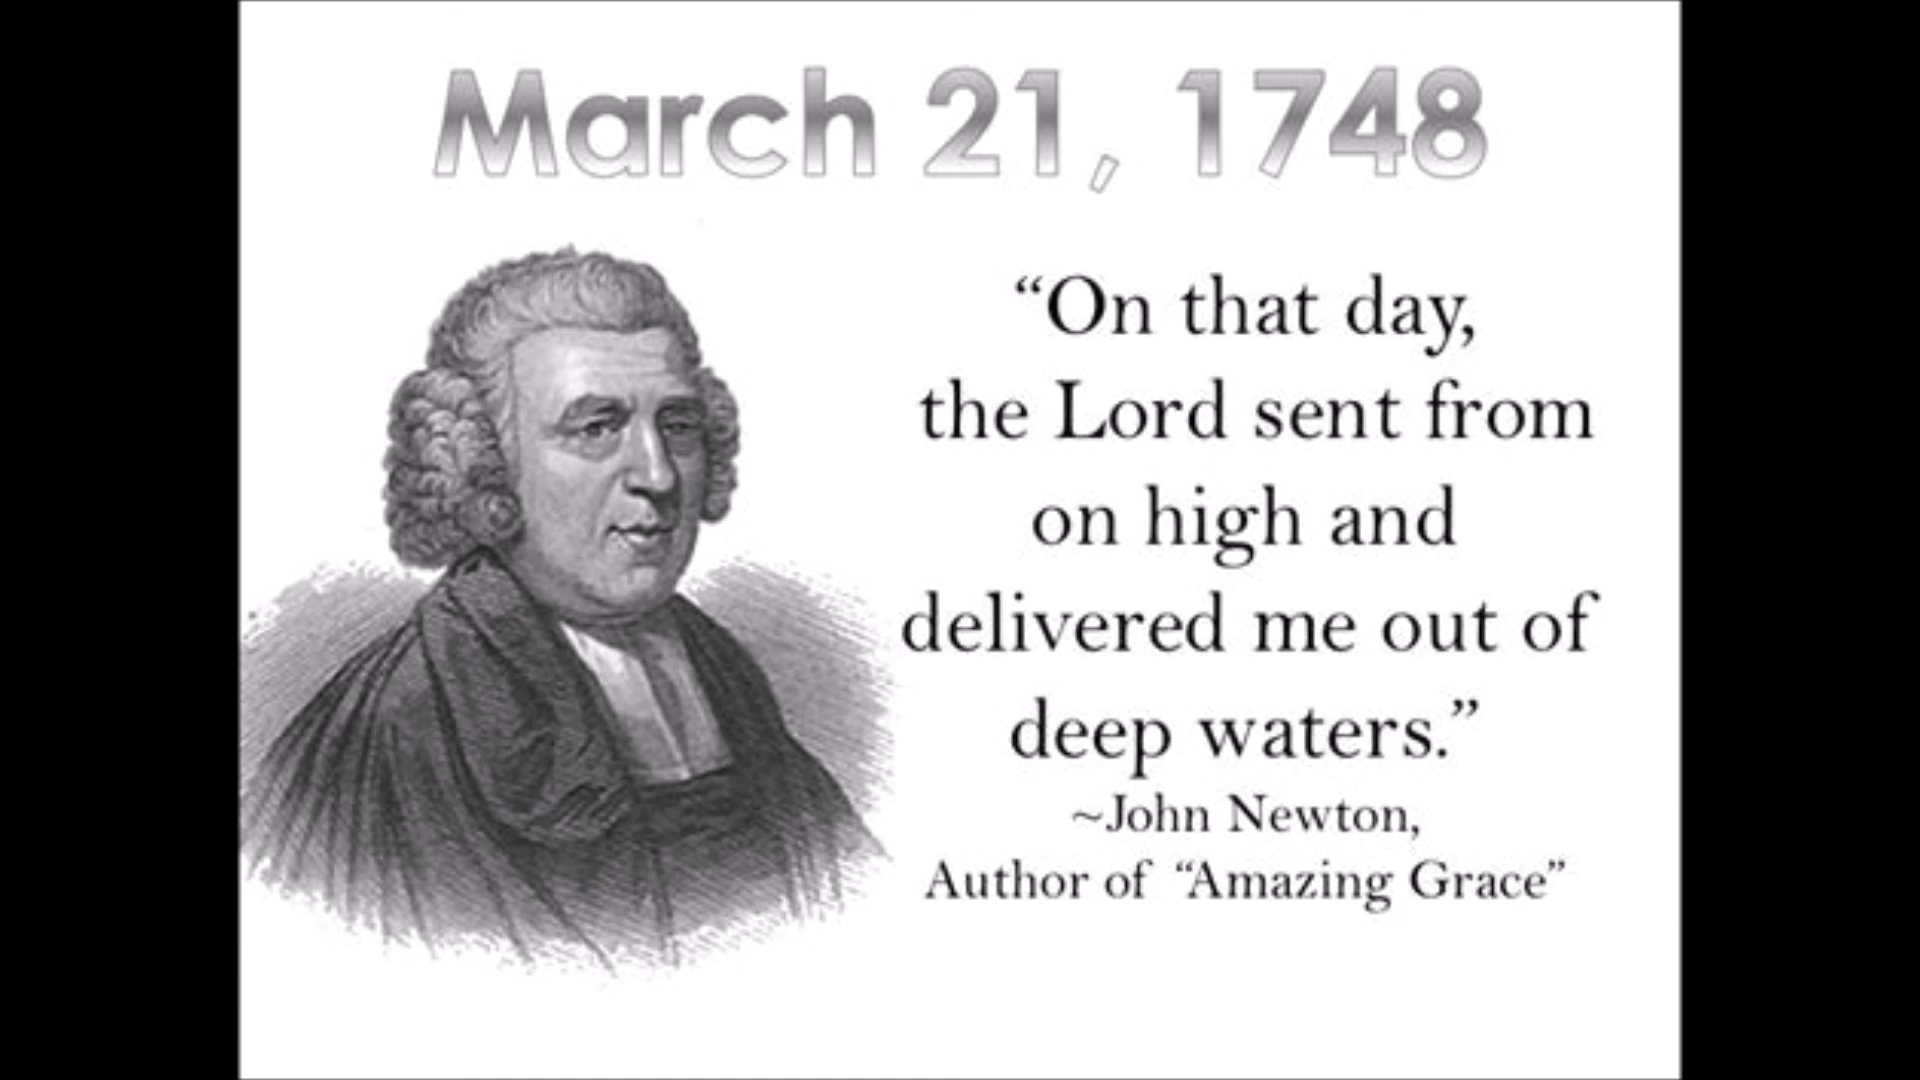 March 21, 1748
“On that day,
the Lord sent from
on high and
delivered me out of
deep waters.”
~John Newton,
Author of “Amazing Grace”